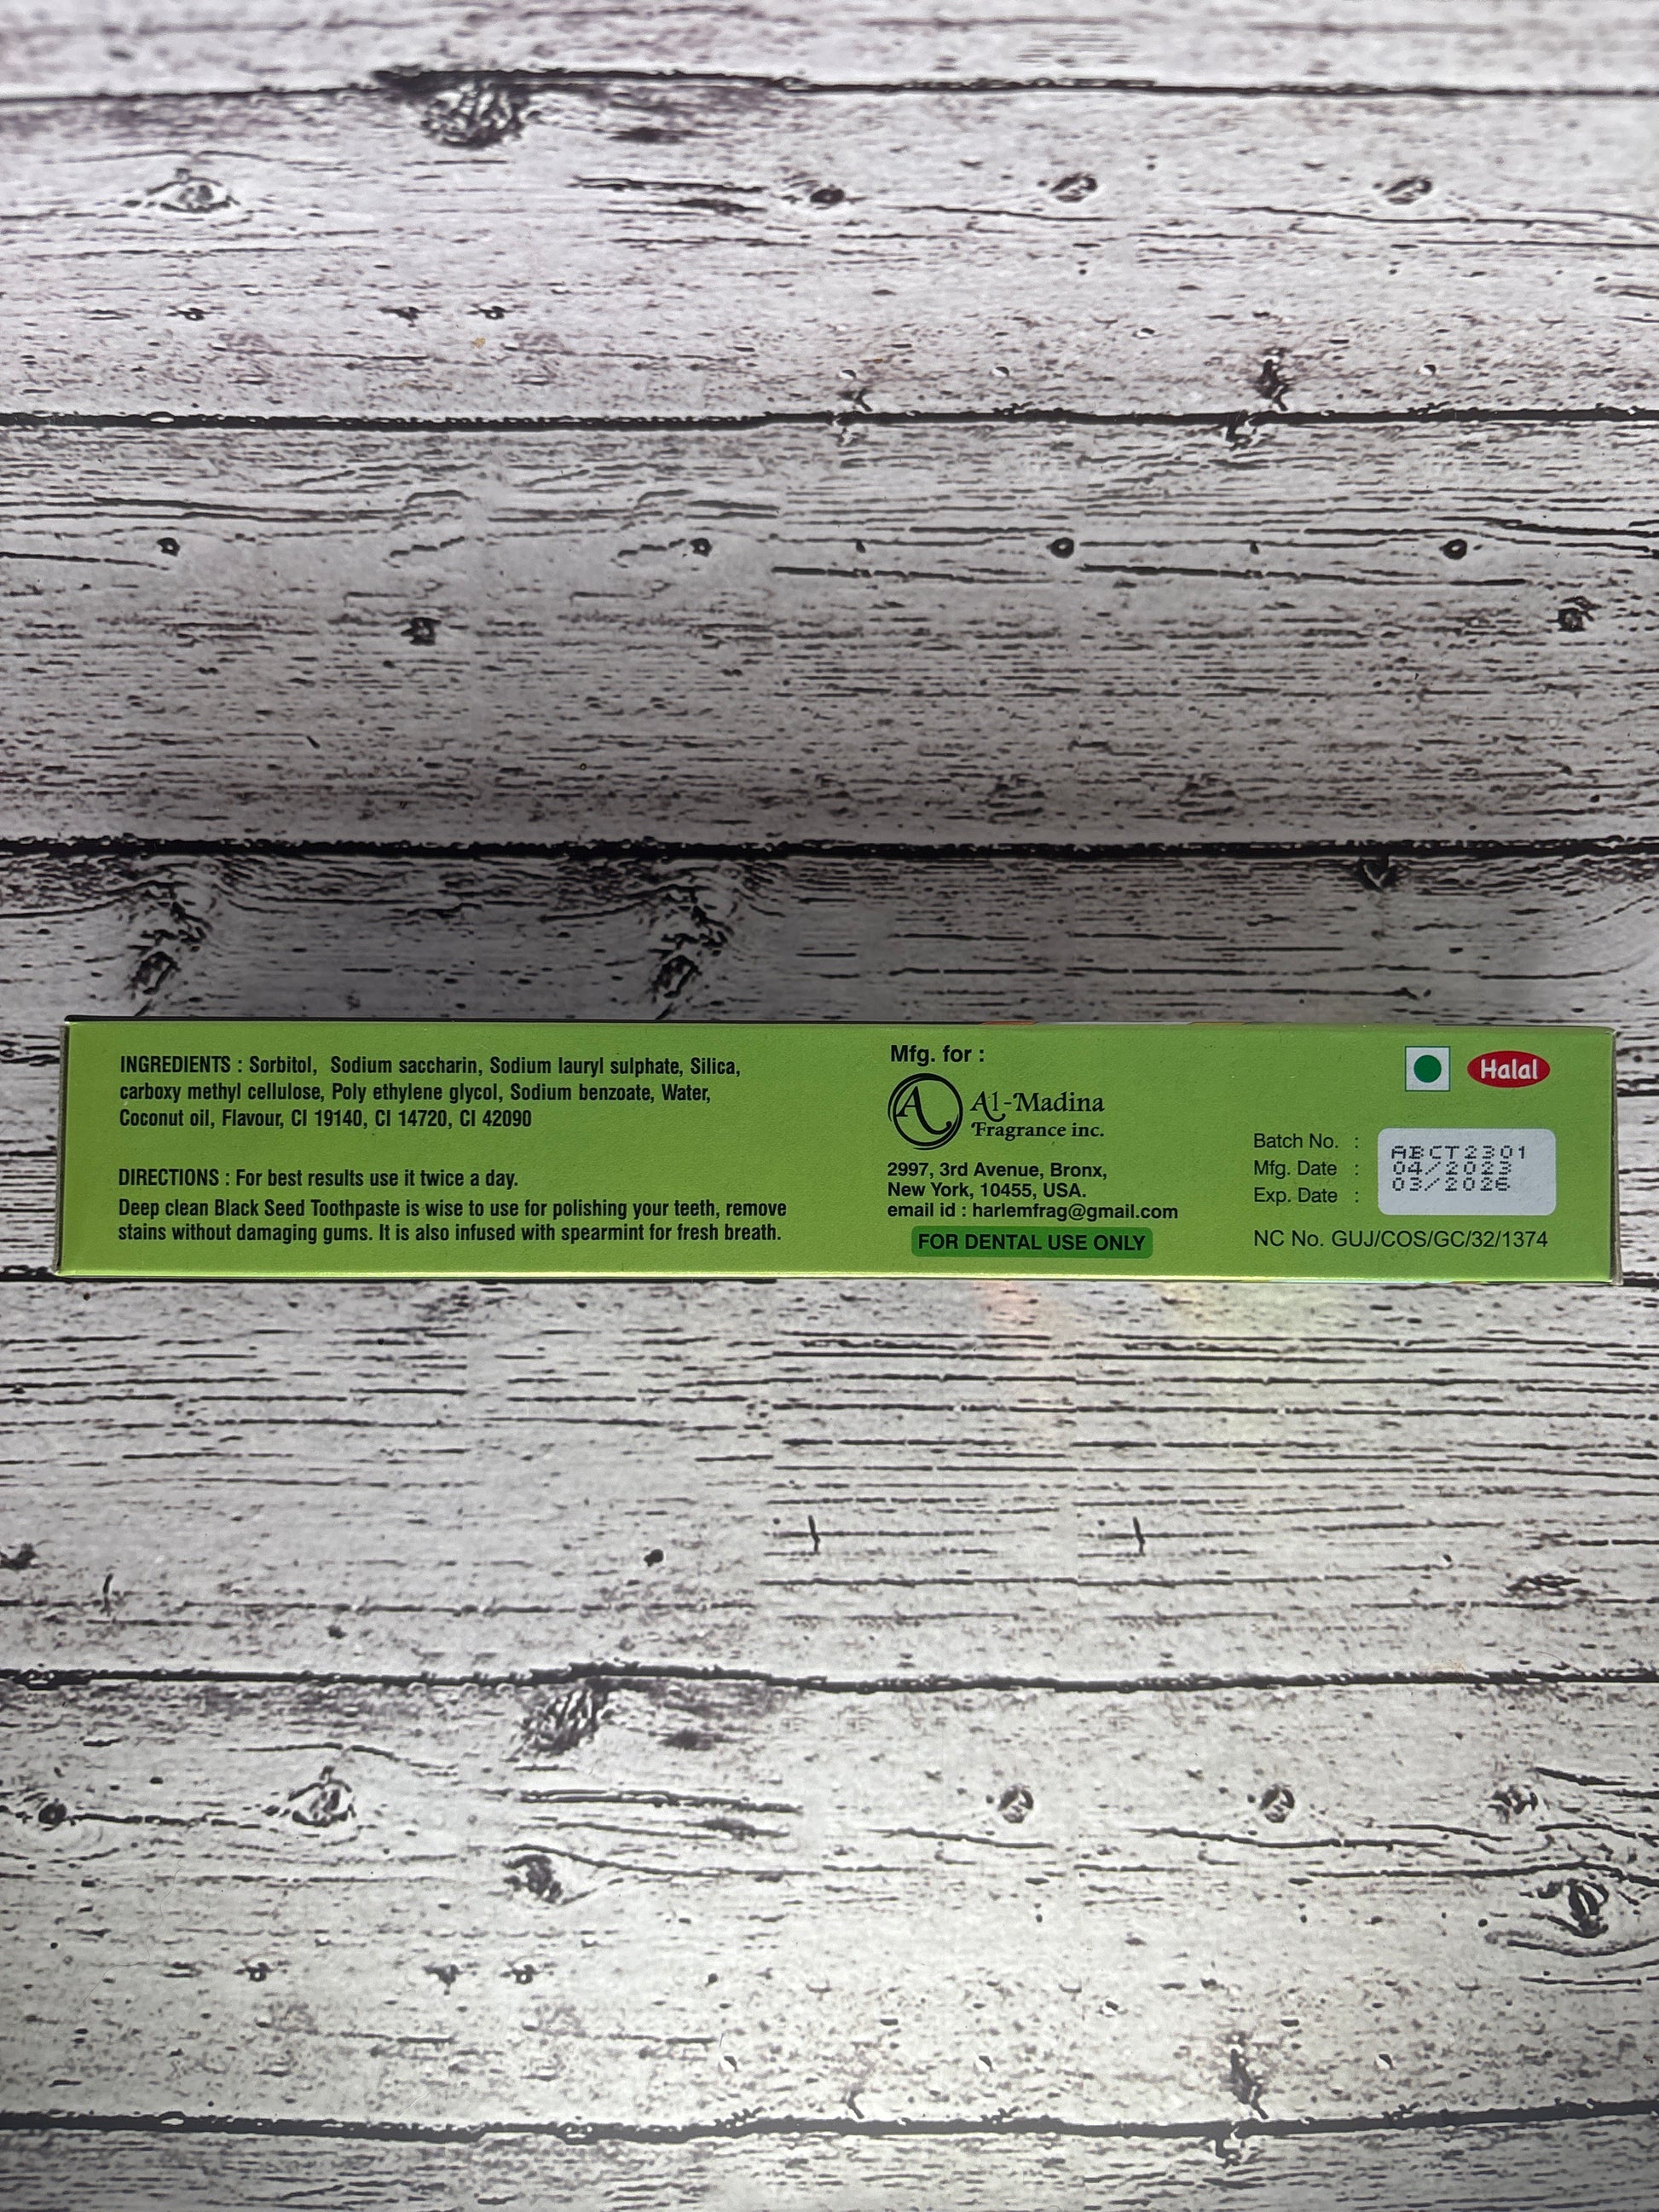 INGREDIENTS : Sorbitol, Sodium saccharin, Sodium lauryl sulphate, Silica,
carboxy methyl cellulose, Poly ethylene glycol, Sodium benzoate, Water,
Coconut oil, Flavour, CI 19140, CI 14720, CI 42090
DIRECTIONS : For best results use it twice a day.
Deep clean Black Seed Toothpaste is wise to use for polishing your teeth, remove
stains without damaging gums. It is also infused with spearmint for fresh breath.
Mfg. for :
A Al-Madina
Fragrance inc.
2997, 3rd Avenue, Bronx,
New York, 10455, USA.
email id : harlemfrag@gmail.com
FOR DENTAL USE ONLY
Halal
Batch No. : ABCT2301
Mfg. Date : 04/2023
Exp. Date : 03/2026
NC No. GUJ/COS/GC/32/1374